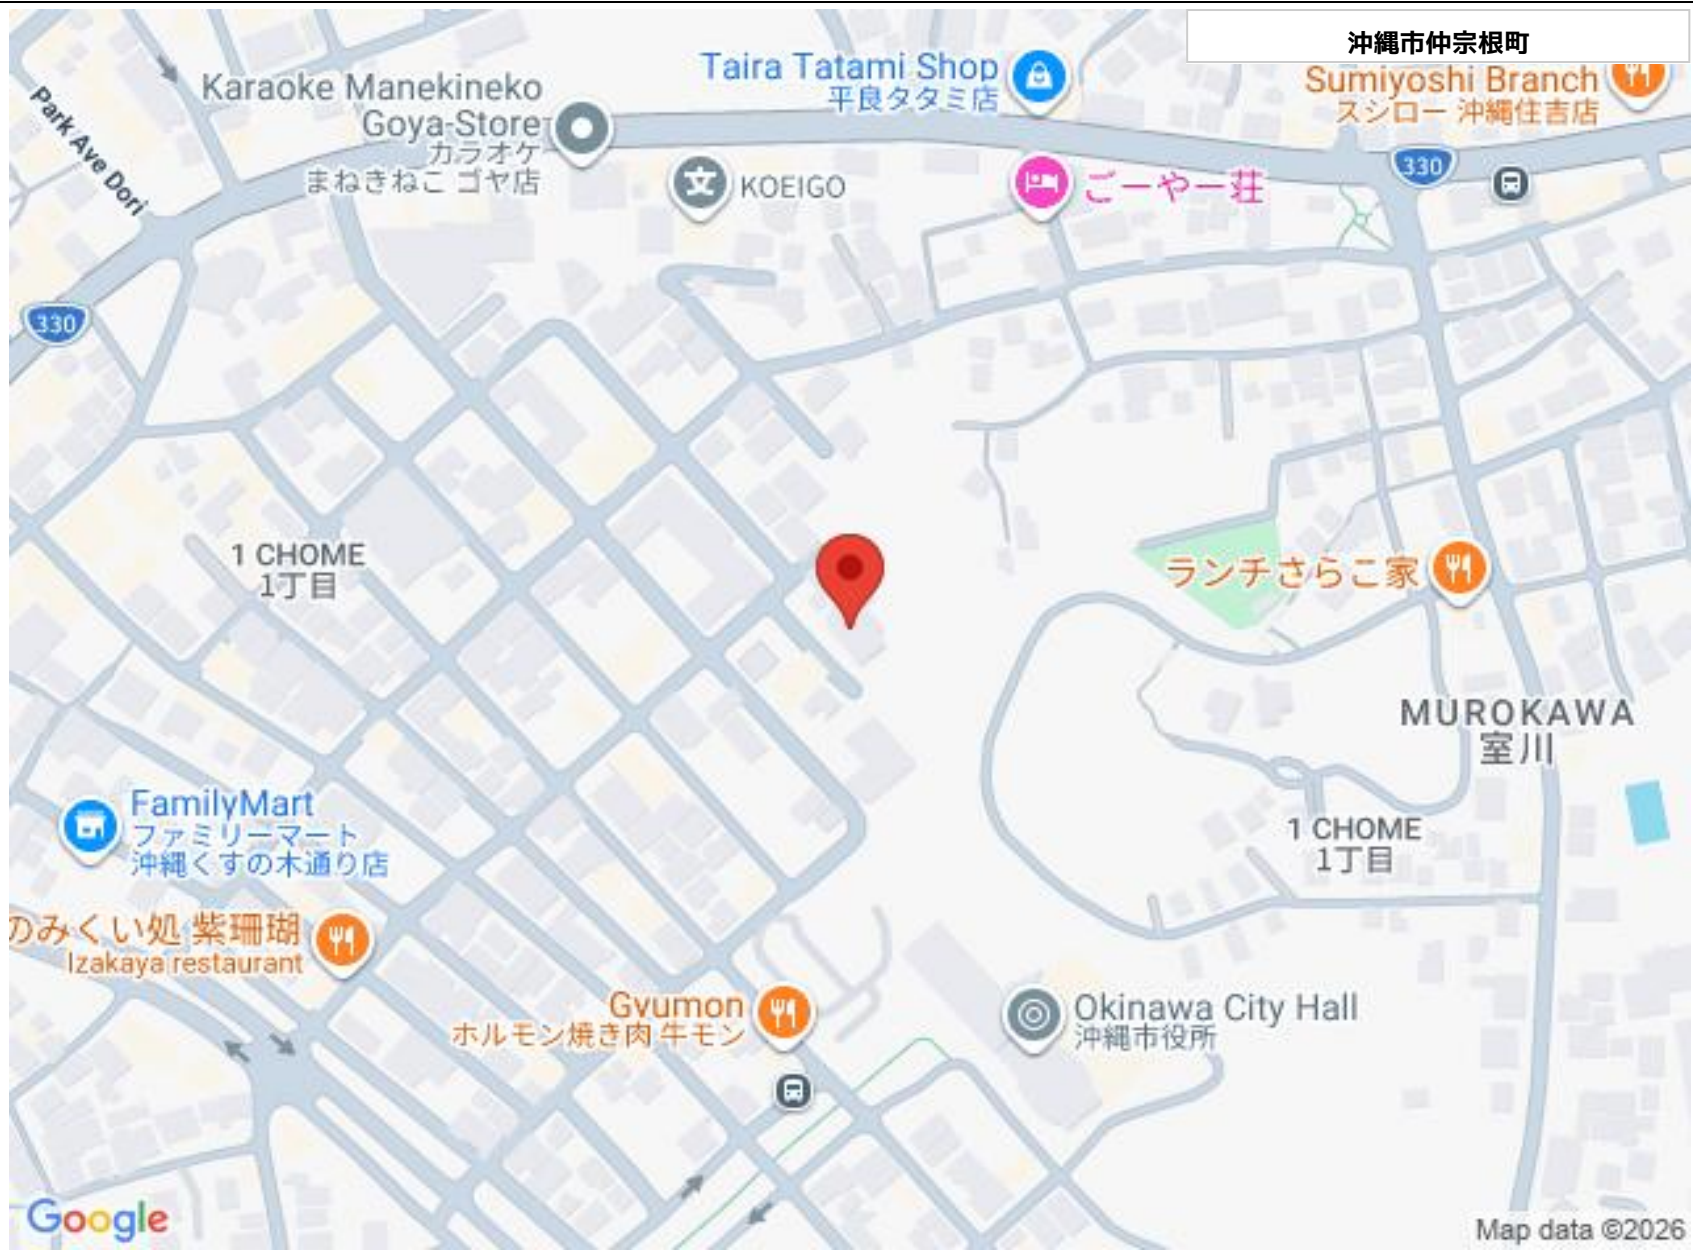 沖縄市仲宗根町
Park Ave Dori
Karaoke Manekineko
Goya-Store
カラオケ
まねきねこ ゴヤ店
Taira Tatami Shop
平良タタミ店
Sumiyoshi Branch
スシロー 沖縄住吉店
KOEIGO
ごーやー荘
330
330
1 CHOME
1丁目
ランチさらこ家
MUROKAWA
室川
FamilyMart
ファミリーマート
沖縄くすの木通り店
1 CHOME
1丁目
のみくい処 紫珊瑚
Izakaya restaurant
Gyumon
ホルモン焼き肉 牛モン
Okinawa City Hall
沖縄市役所
Google
Map data ©2026